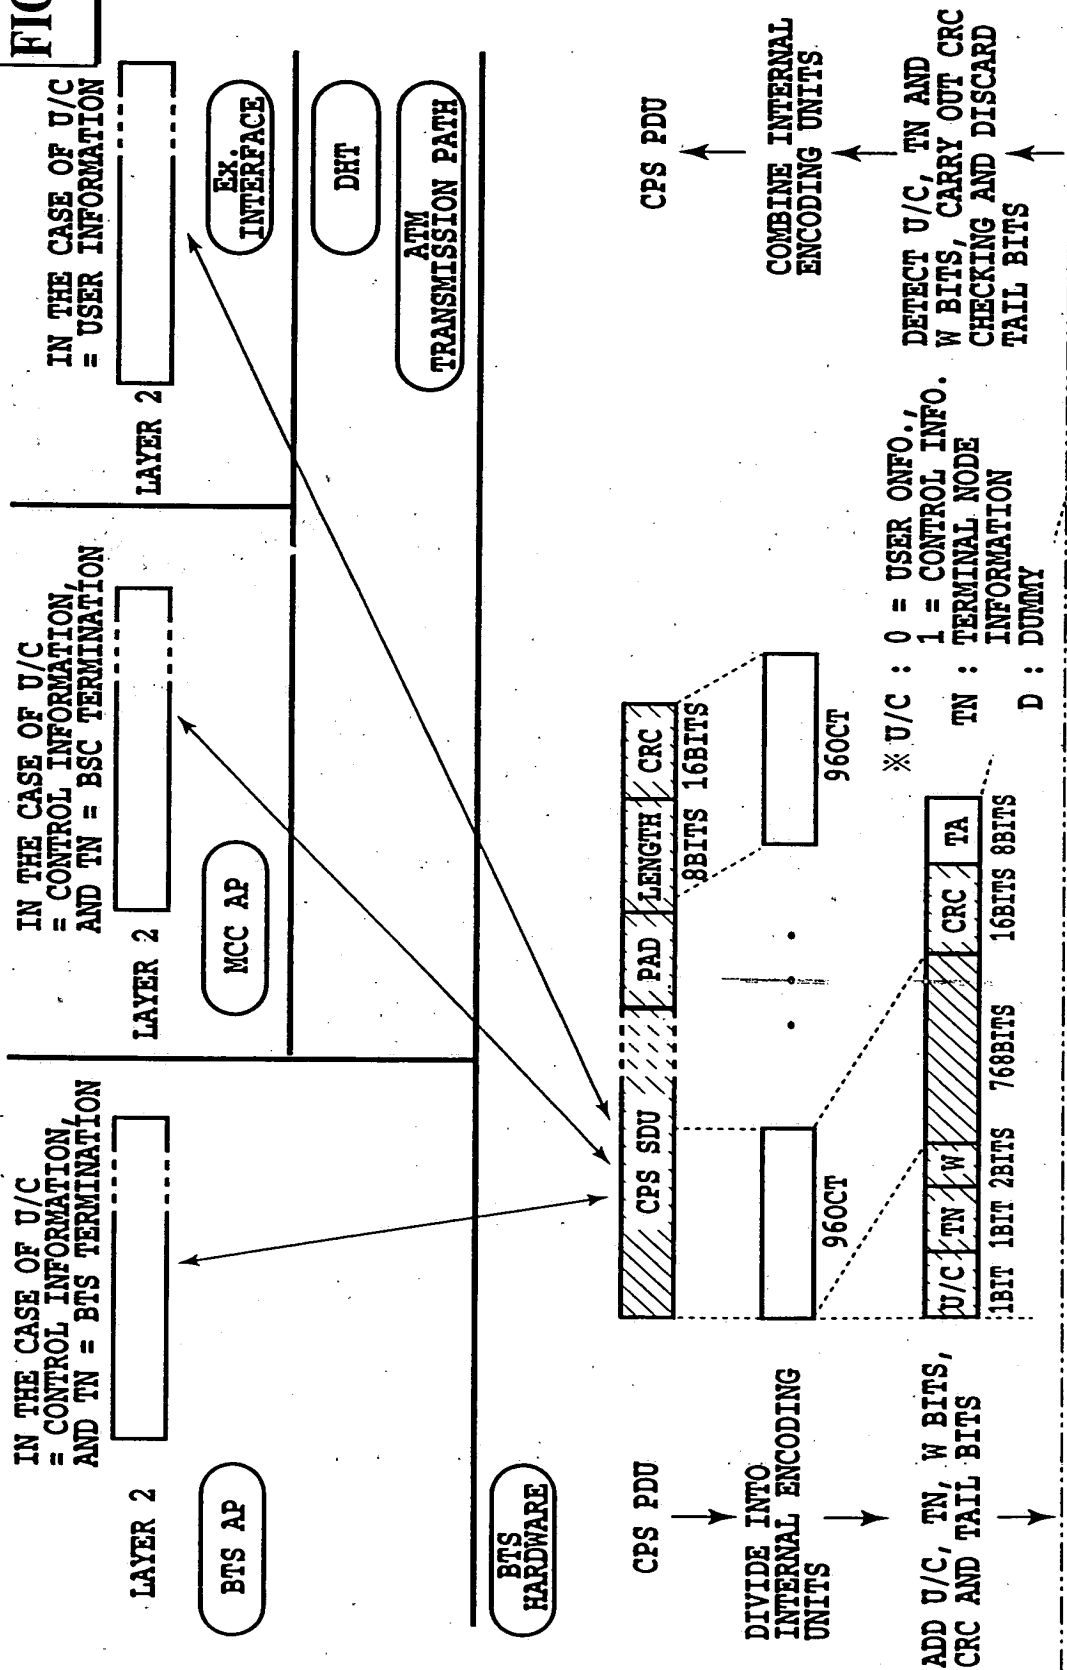 FIG
IN THE CASE OF U/C
= CONTROL INFORMATION,
AND TN = BTS TERMINATION
LAYER 2
BTS AP
IN THE CASE OF U/C
= CONTROL INFORMATION,
AND TN = BSC TERMINATION
LAYER 2
MCC AP
IN THE CASE OF U/C
= USER INFORMATION
LAYER 2
EX.
INTERFACE
DHT
ATM
TRANSMISSION PATH
BTS
HARDWARE
CPS PDU
DIVIDE INTO
INTERNAL ENCODING
UNITS
ADD U/C, TN, W BITS,
CRC AND TAIL BITS
CPS SDU PAD LENGTH CRC
8BITS 16BITS
96OCT
96OCT
U/C TN W CRC TA
1BIT 1BIT 2BITS 768BITS 16BITS 8BITS
※ U/C : 0 = USER ONFO.,
1 = CONTROL INFO.
TN : TERMINAL NODE
INFORMATION
D : DUMMY
CPS PDU
COMBINE INTERNAL
ENCODING UNITS
DETECT U/C, TN AND
W BITS, CARRY OUT CRC
CHECKING AND DISCARD
TAIL BITS